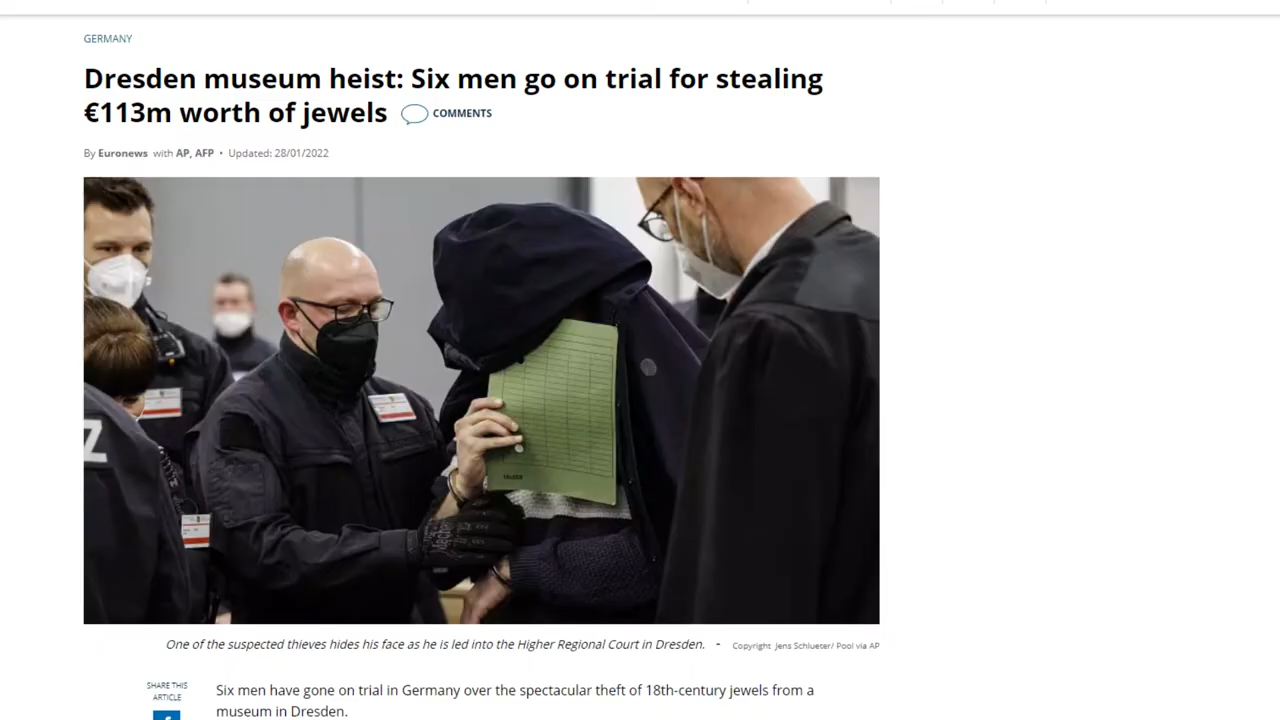 GERMANY
Dresden museum heist: Six men go on trial for stealing
€113m worth of jewels COMMENTS
By Euronews with AP, AFP • Updated: 28/01/2022
Z
One of the suspected thieves hides his face as he is led into the Higher Regional Court in Dresden. - Copyright Jens Schlueter/ Pool via AP
SHARE THIS
ARTICLE
Six men have gone on trial in Germany over the spectacular theft of 18th-century jewels from a
museum in Dresden.